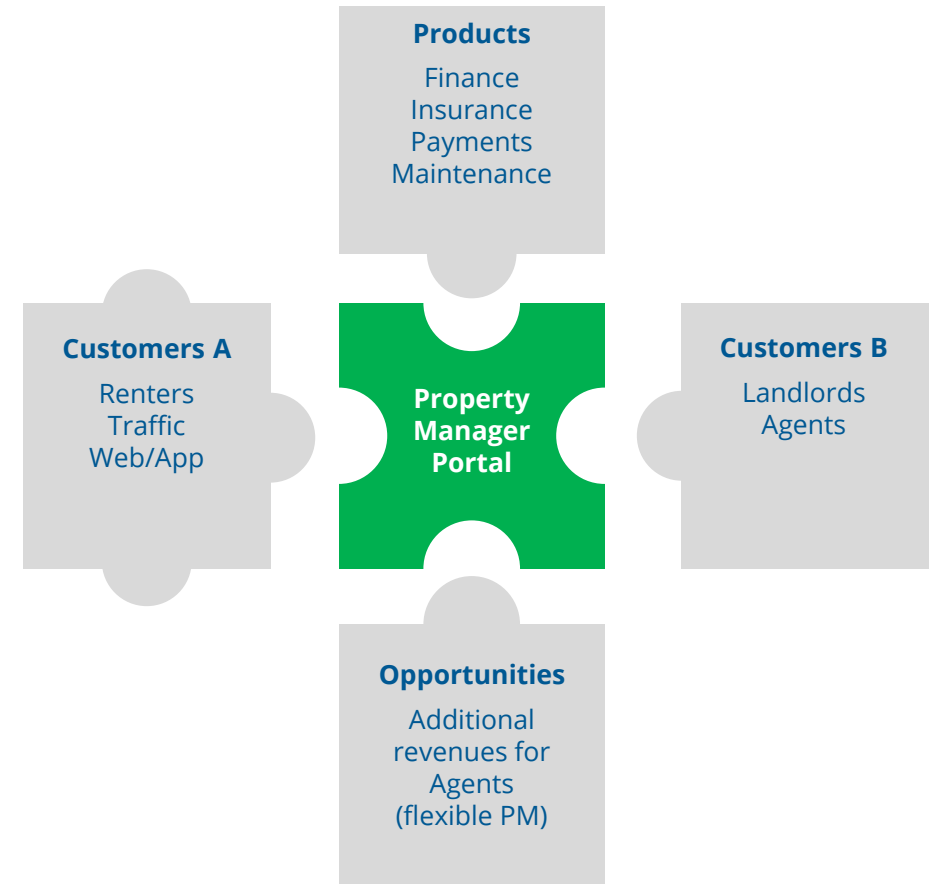 Products
Finance
Insurance
Payments
Maintenance
Customers A
Renters
Traffic
Web/App
Property
Manager
Portal
Customers B
Landlords
Agents
Opportunities
Additional
revenues for
Agents
(flexible PM)